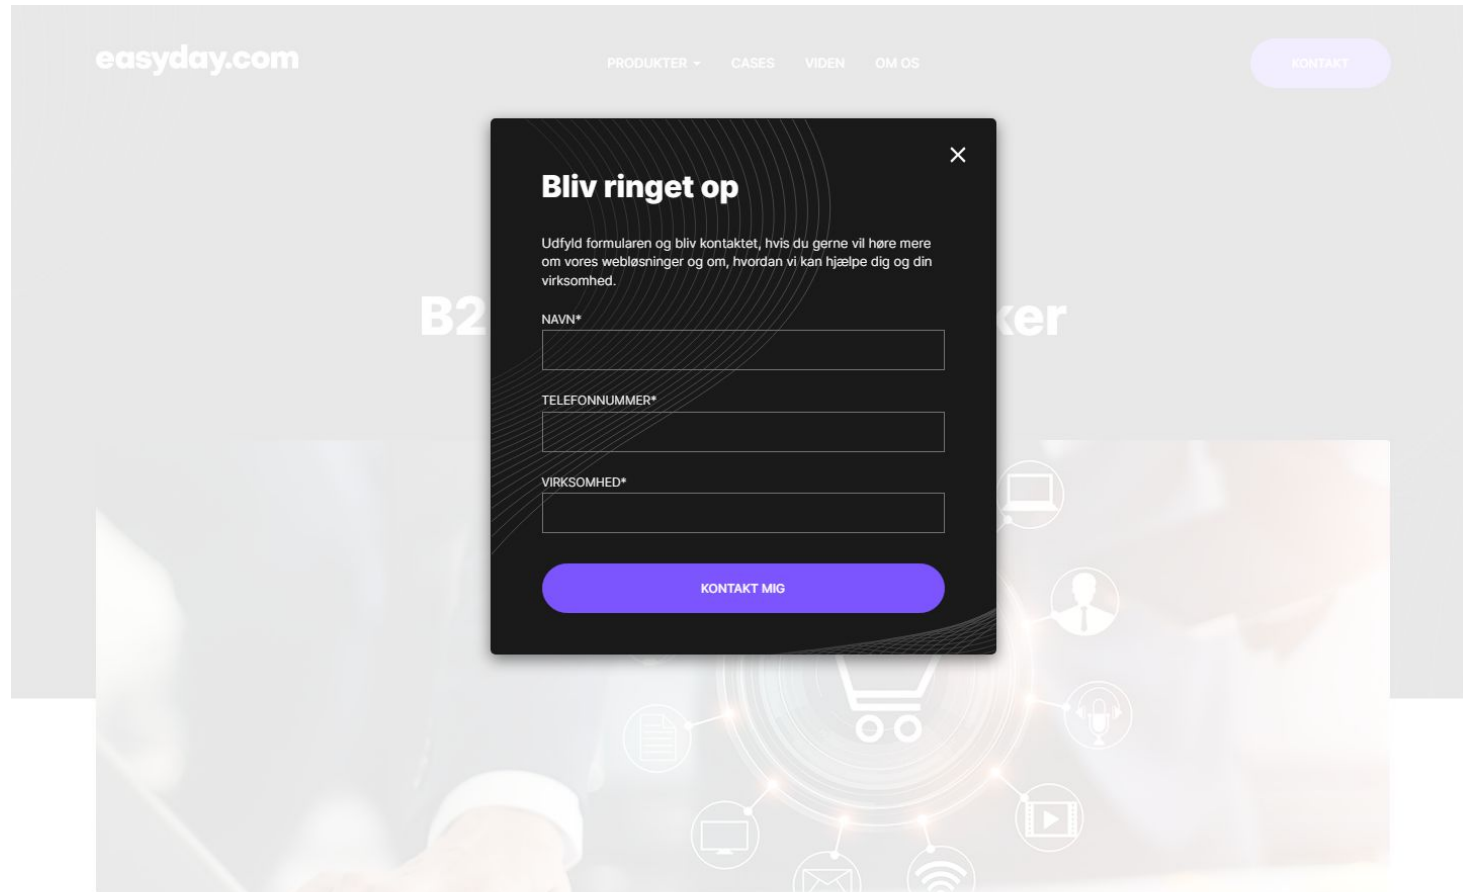 easyday.com
PRODUKTER CASES VIDEN OM OS
KONTAKT
Bliv ringet op
Udfyld formularen og bliv kontaktet, hvis du gerne vil høre mere
om vores webløsninger og om, hvordan vi kan hjælpe dig og din
virksomhed.
B2
NAVN*
TELEFONNUMMER*
VIRKSOMHED*
KONTAKT MIG